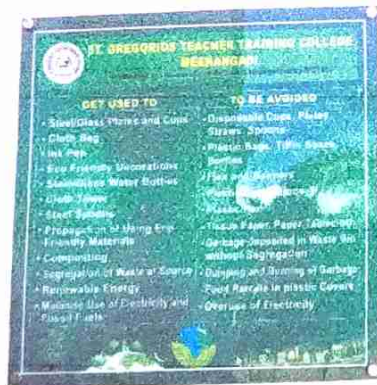 ST. GREGORIOS TEACHER TRAINING COLLEGE
MEENANGADI
GET USED TO
• Steel/Glass Plates and Cups
• Cloth Bag
• Ink Pen
• Eco Friendly Decorations
• Steel/Glass Water Bottles
• Cloth Towel
• Steel Spoons
• Propagation of Using Eco
Friendly Materials
• Composting
• Segregation of Waste at Source
• Renewable Energy
• Minimise Use of Electricity and
Fossil Fuels
TO BE AVOIDED
• Disposable Cups, Plates,
Straws, Spoons
• Plastic Bags, Tiffin Boxes,
Bottles
• Flex and Banners
• Plastic
• Tissue Paper, Paper
• Garbage Deposited in Waste Bin
without Segregation
• Dumping and Burning of Garbage
Food Parcels in plastic Covers
• Overuse of Electricity